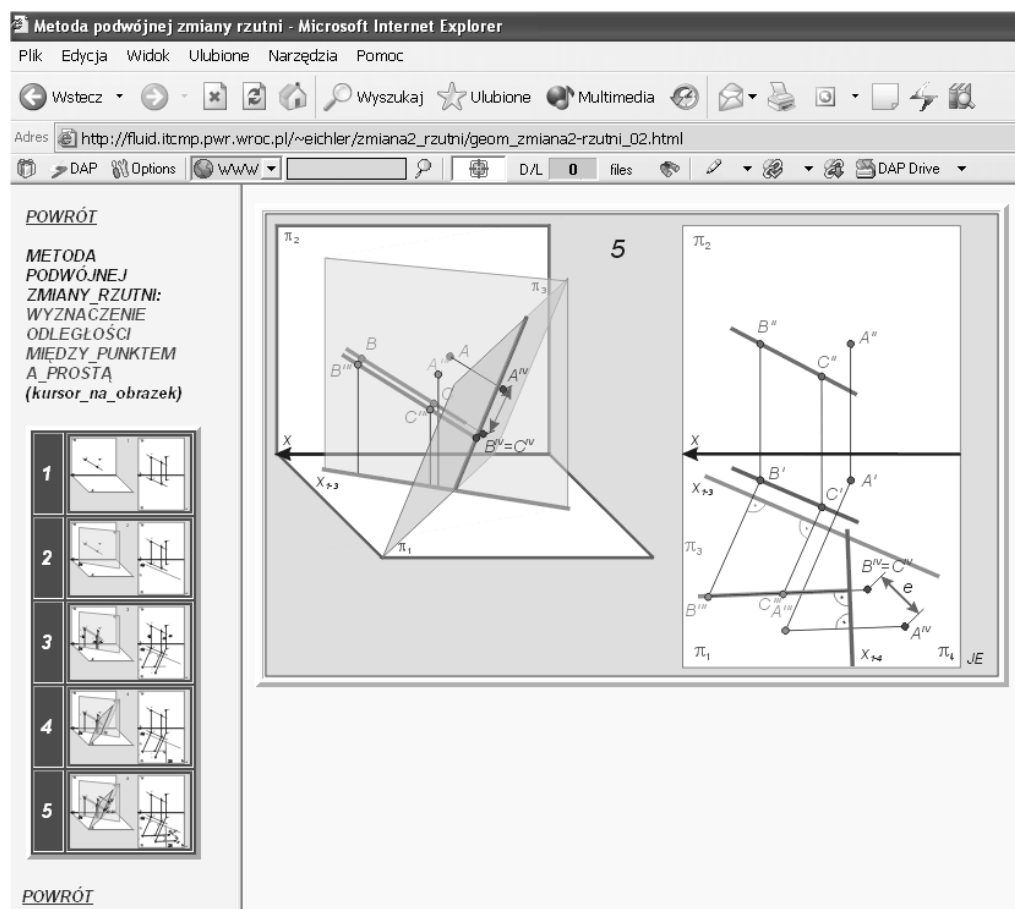 Metoda podwójnej zmiany rzutni - Microsoft Internet Explorer
Plik Edycja Widok Ulubione Narzędzia Pomoc
Wstecz Wyszukaj Ulubione Multimedia
Adres http://fluid.itcmp.pwr.wroc.pl/~eichler/zmiana2_rzutni/geom_zmiana2-rzutni_02.html
DAP Options WWW D/L 0 files DAP Drive
POWRÓT
METODA
PODWÓJNEJ
ZMIANY_RZUTNI:
WYZNACZENIE
ODLEGŁOŚCI
MIĘDZY_PUNKTEM
A_PROSTĄ
(kursor_na_obrazek)
1
2
3
4
5
POWRÓT
π2
5
π3
B
B'''
A
A'''
C
C'''
A^IV
B^IV=C^IV
x
x1-3
π1
π2
B''
A''
C''
x
B'
A'
x1-3
C'
π3
B^IV=C^IV
e
B'''
C'''
A'''
A^IV
π1
x1-4
π4
JE